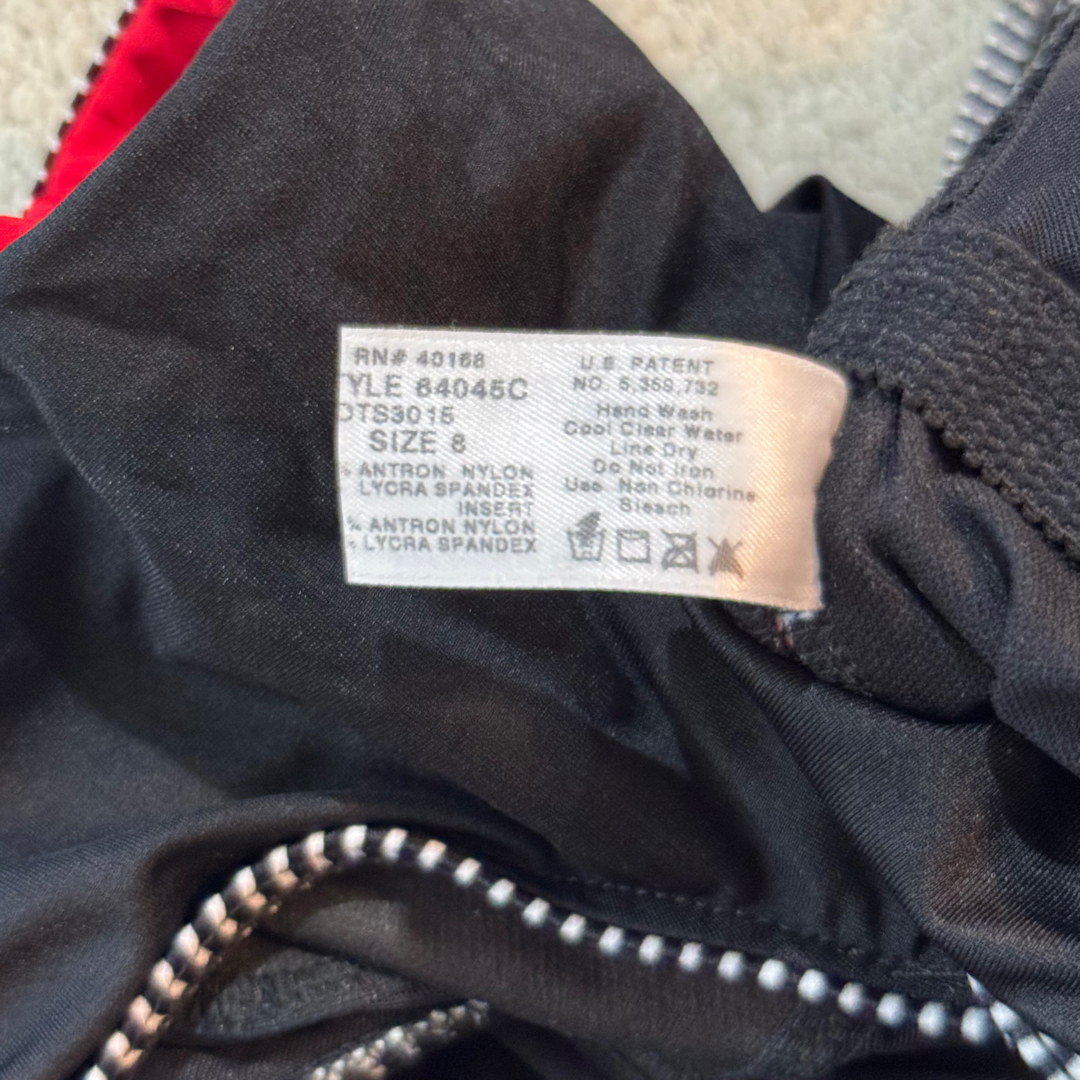 RN# 40168
YLE 64045C
OTS3015
SIZE 8
% ANTRON NYLON
LYCRA SPANDEX
INSERT
% ANTRON NYLON
% LYCRA SPANDEX
U.S. PATENT
NO. 5,359,732
Hand Wash
Cool Clear Water
Line Dry
Do Not Iron
Use Non Chlorine
Bleach